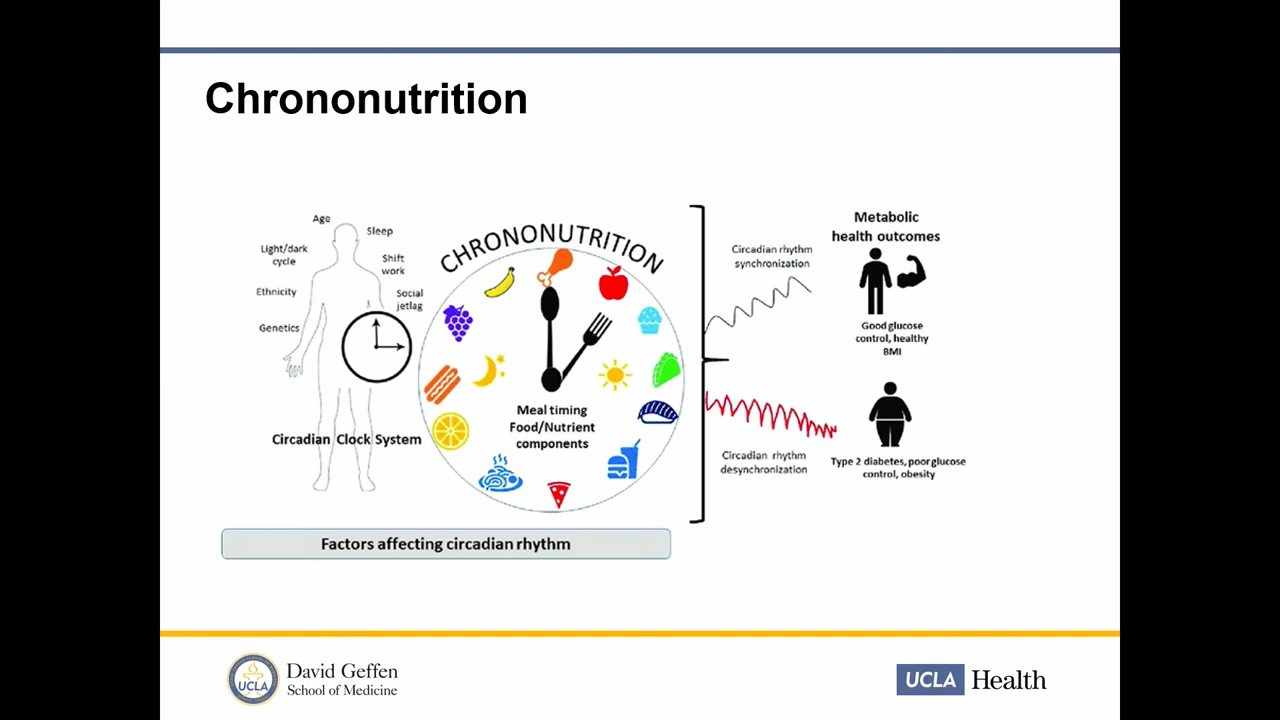 Chrononutrition
Age
Sleep
Light/dark
cycle
Shift
work
Ethnicity
Social
jetlag
Genetics
Circadian Clock System
CHRONONUTRITION
Meal timing
Food/Nutrient
components
Factors affecting circadian rhythm
Circadian rhythm
synchronization
Circadian rhythm
desynchronization
Metabolic
health outcomes
Good glucose
control, healthy
BMI
Type 2 diabetes, poor glucose
control, obesity
UCLA
David Geffen
School of Medicine
UCLA Health